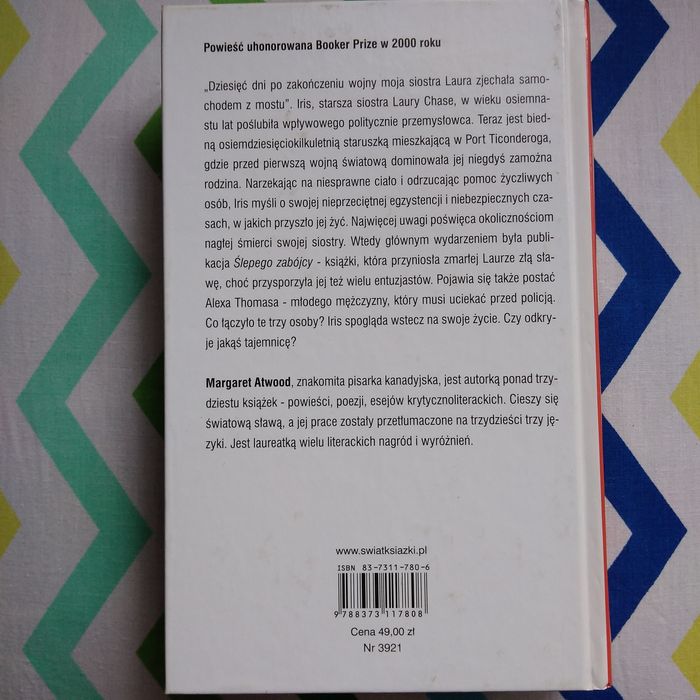 Powieść uhonorowana Booker Prize w 2000 roku
„Dziesięć dni po zakończeniu wojny moja siostra Laura zjechała samo-
chodem z mostu”. Iris, starsza siostra Laury Chase, w wieku osiemna-
stu lat poślubiła wpływowego politycznie przemysłowca. Teraz jest bied-
ną osiemdziesięciokilkuletnią staruszką mieszkającą w Port Ticonderoga,
gdzie przed pierwszą wojną światową dominowała jej niegdyś zamożna
rodzina. Narzekając na niesprawne ciało i odrzucając pomoc życzliwych
osób, Iris myśli o swojej nieprzeciętnej egzystencji i niebezpiecznych cza-
sach, w jakich przyszło jej żyć. Najwięcej uwagi poświęca okolicznościom
nagłej śmierci swojej siostry. Wtedy głównym wydarzeniem była publi-
kacja Ślepego zabójcy - książki, która przyniosła zmarłej Laurze złą sła-
wę, choć przysporzyła jej też wielu entuzjastów. Pojawia się także postać
Alexa Thomasa - młodego mężczyzny, który musi uciekać przed policją.
Co łączyło te trzy osoby? Iris spogląda wstecz na swoje życie. Czy odkry-
je jakąś tajemnicę?
Margaret Atwood, znakomita pisarka kanadyjska, jest autorką ponad trzy-
dziestu książek - powieści, poezji, esejów krytycznoliterackich. Cieszy się
światową sławą, a jej prace zostały przetłumaczone na trzydzieści trzy ję-
zyki. Jest laureatką wielu literackich nagród i wyróżnień.
www.swiatksiazki.pl
ISBN 83-7311-780-6
9 788373 117808
Cena 49,00 zł
Nr 3921